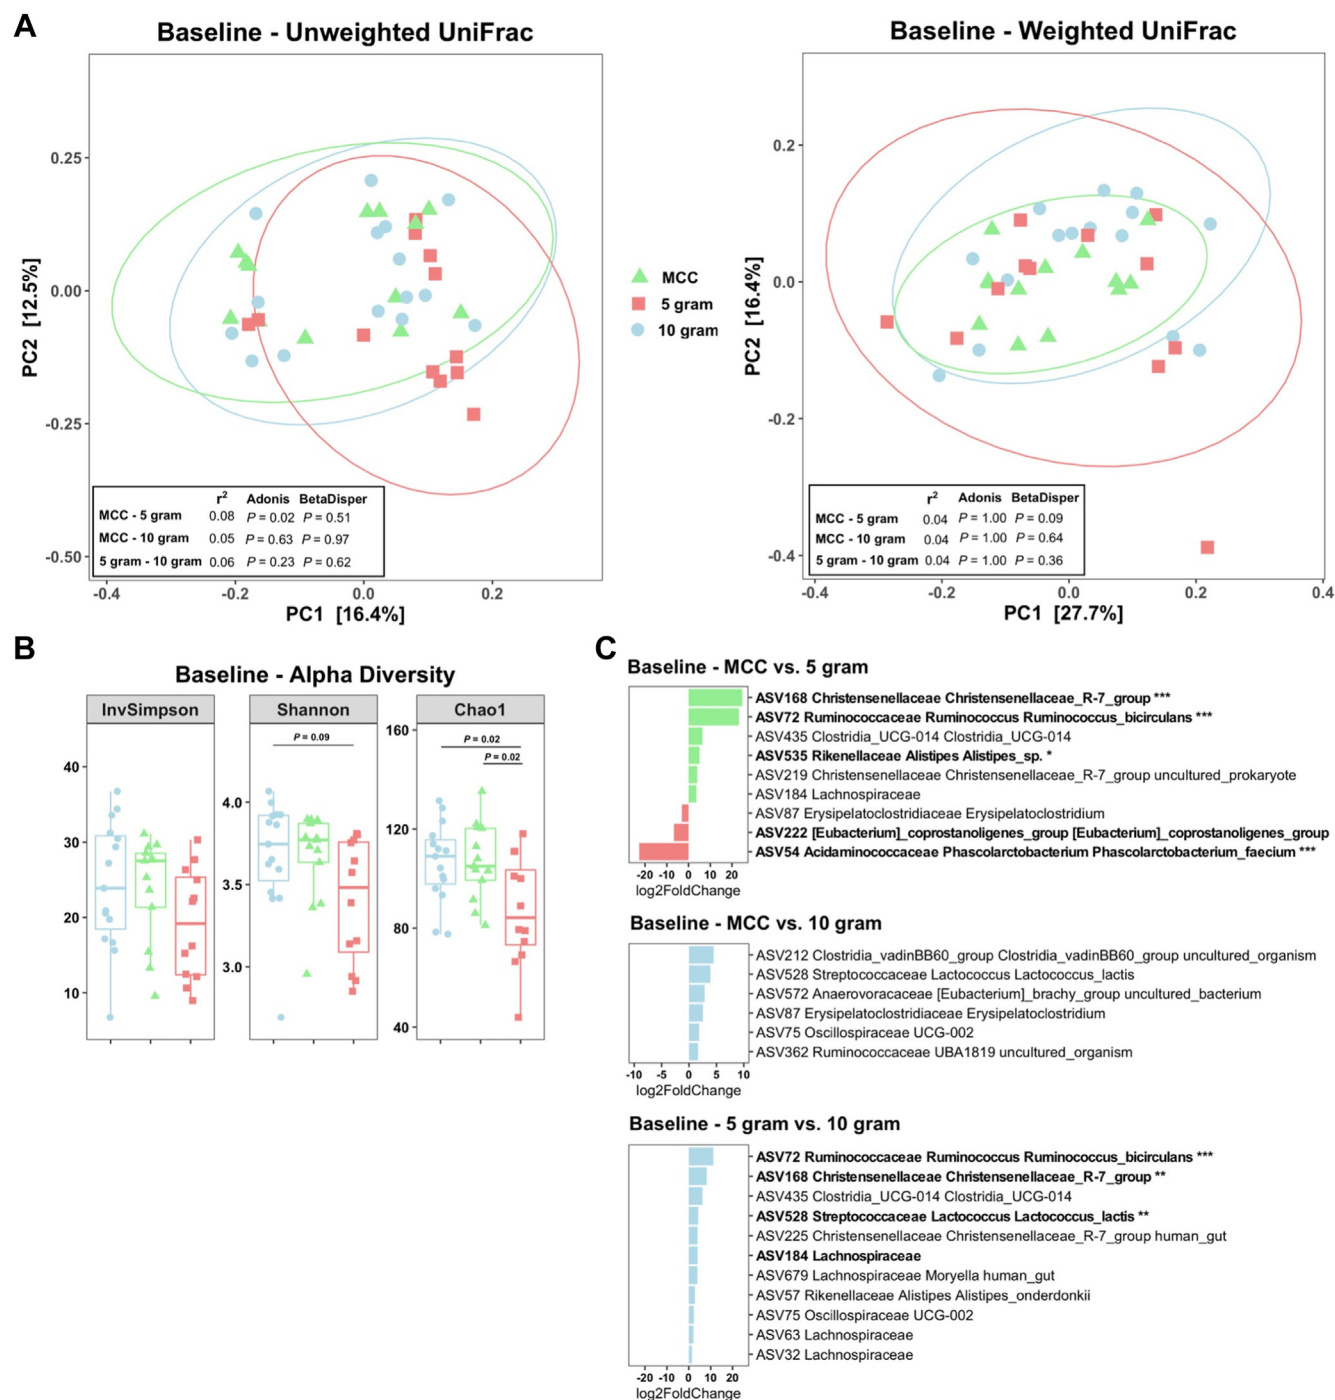 A
Baseline - Unweighted UniFrac
PC2 [12.5%]
0.25
0.00
-0.25
-0.50
r2 Adonis BetaDisper
MCC - 5 gram 0.08 P = 0.02 P = 0.51
MCC - 10 gram 0.05 P = 0.63 P = 0.97
5 gram - 10 gram 0.06 P = 0.23 P = 0.62
-0.4 -0.2 0.0 0.2
PC1 [16.4%]
MCC
5 gram
10 gram
Baseline - Weighted UniFrac
PC2 [16.4%]
0.2
0.0
-0.2
-0.4
r2 Adonis BetaDisper
MCC - 5 gram 0.04 P = 1.00 P = 0.09
MCC - 10 gram 0.04 P = 1.00 P = 0.64
5 gram - 10 gram 0.04 P = 1.00 P = 0.36
-0.4 -0.2 0.0 0.2 0.4
PC1 [27.7%]
B
Baseline - Alpha Diversity
InvSimpson
40
30
20
10
Shannon
P = 0.09
4.0
3.5
3.0
Chao1
P = 0.02
P = 0.02
160
120
80
40
C
Baseline - MCC vs. 5 gram
ASV168 Christensenellaceae Christensenellaceae_R-7_group ***
ASV72 Ruminococcaceae Ruminococcus Ruminococcus_bicirculans ***
ASV435 Clostridia_UCG-014 Clostridia_UCG-014
ASV535 Rikenellaceae Alistipes Alistipes_sp. *
ASV219 Christensenellaceae Christensenellaceae_R-7_group uncultured_prokaryote
ASV184 Lachnospiraceae
ASV87 Erysipelatoclostridiaceae Erysipelatoclostridium
ASV222 [Eubacterium]_coprostanoligenes_group [Eubacterium]_coprostanoligenes_group
ASV54 Acidaminococcaceae Phascolarctobacterium Phascolarctobacterium_faecium ***
-20 -10 0 10 20
log2FoldChange
Baseline - MCC vs. 10 gram
ASV212 Clostridia_vadinBB60_group Clostridia_vadinBB60_group uncultured_organism
ASV528 Streptococcaceae Lactococcus Lactococcus_lactis
ASV572 Anaerovoracaceae [Eubacterium]_brachy_group uncultured_bacterium
ASV87 Erysipelatoclostridiaceae Erysipelatoclostridium
ASV75 Oscillospiraceae UCG-002
ASV362 Ruminococcaceae UBA1819 uncultured_organism
-10 -5 0 5 10
log2FoldChange
Baseline - 5 gram vs. 10 gram
ASV72 Ruminococcaceae Ruminococcus Ruminococcus_bicirculans ***
ASV168 Christensenellaceae Christensenellaceae_R-7_group **
ASV435 Clostridia_UCG-014 Clostridia_UCG-014
ASV528 Streptococcaceae Lactococcus Lactococcus_lactis **
ASV225 Christensenellaceae Christensenellaceae_R-7_group human_gut
ASV184 Lachnospiraceae
ASV679 Lachnospiraceae Moryella human_gut
ASV57 Rikenellaceae Alistipes Alistipes_onderdonkii
ASV75 Oscillospiraceae UCG-002
ASV63 Lachnospiraceae
ASV32 Lachnospiraceae
-20 -10 0 10 20
log2FoldChange